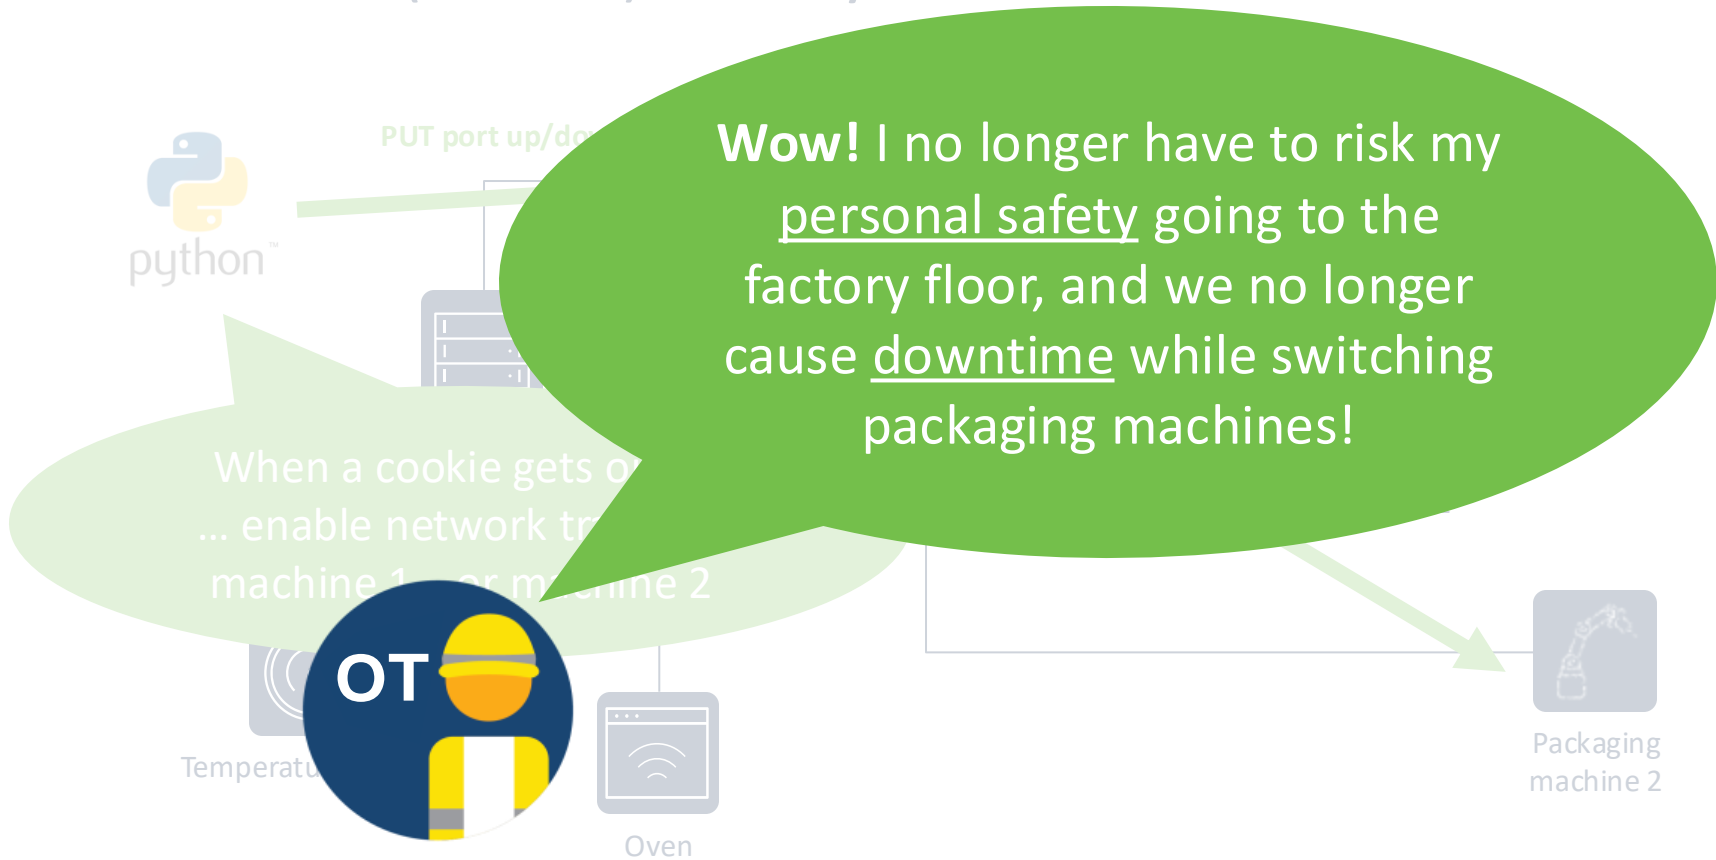 PUT port up/do
python™
Wow! I no longer have to risk my
personal safety going to the
factory floor, and we no longer
cause downtime while switching
packaging machines!
When a cookie gets
... enable network
machine 1 or machine 2
OT
Temperatu
Oven
Packaging
machine 2